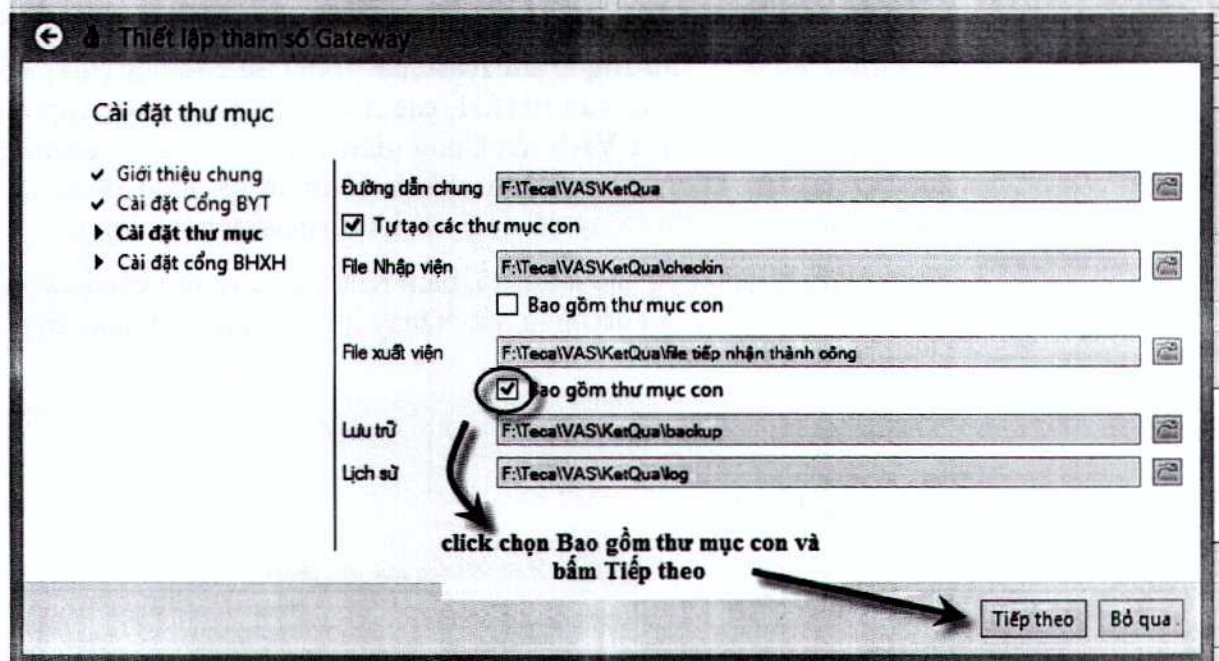 Thiết lập tham số Gateway
Cài đặt thư mục
Giới thiệu chung
Cài đặt Cổng BYT
Cài đặt thư mục
Cài đặt cổng BHXH
Đường dẫn chung F:\Teca\VAS\KetQua
Tự tạo các thư mục con
File Nhập viện F:\Teca\VAS\KetQua\checkin
Bao gồm thư mục con
File xuất viện F:\Teca\VAS\KetQua\file tiếp nhận thành công
Bao gồm thư mục con
Lưu trữ F:\Teca\VAS\KetQua\backup
Lịch sử F:\Teca\VAS\KetQua\log
click chọn Bao gồm thư mục con và
bấm Tiếp theo
Tiếp theo Bỏ qua